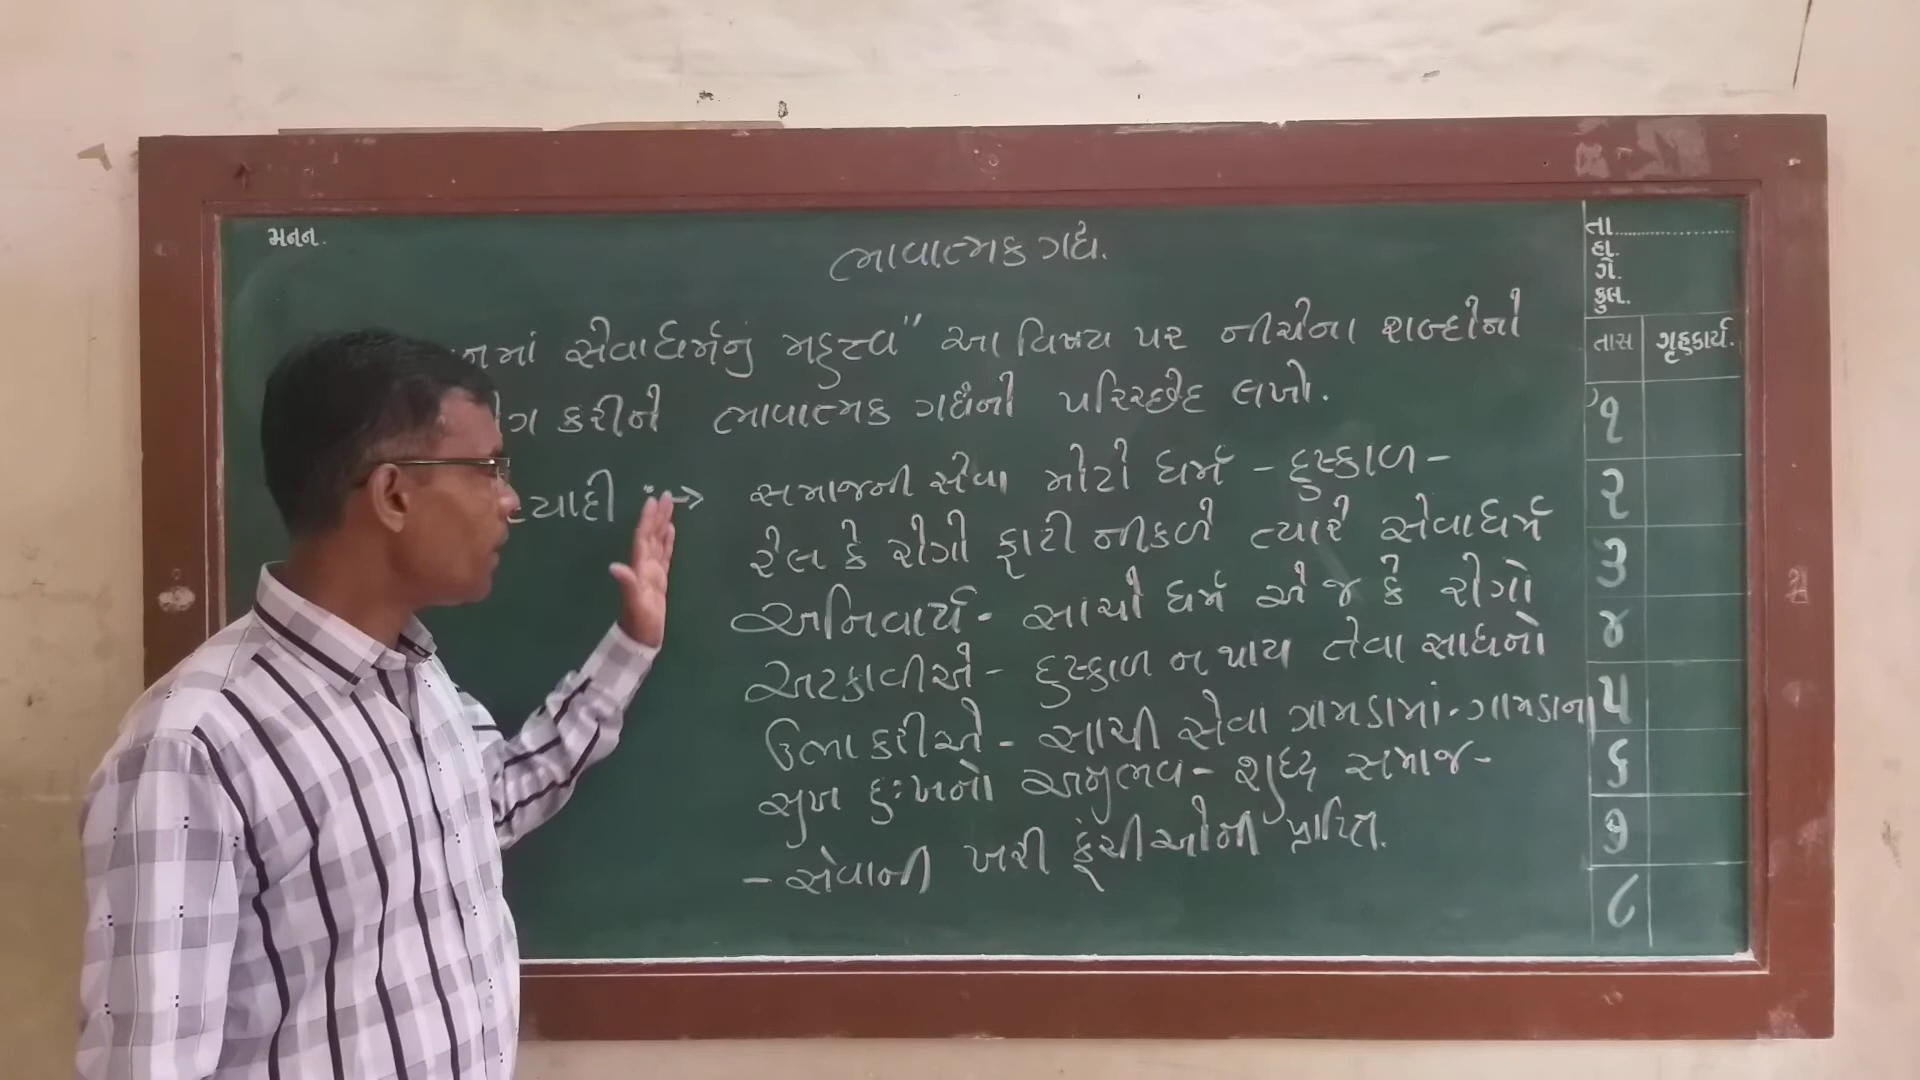 મનન.
ભાવાત્મક ગદ્ય.
સેવાધર્મનું મહત્ત્વ" આ વિષય પર નીચેના શબ્દોનો
કરીને ભાવાત્મક ગદ્યનો પરિચ્છેદ લખો.
સમાજની સેવા મોટો ધર્મ - દુષ્કાળ -
રેલ કે રોગો ફાટી નીકળે ત્યારે સેવાધર્મ
અનિવાર્ય - સાચો ધર્મ એ જ કે રોગો
અટકાવીએ - દુષ્કાળ ન થાય તેવા સાધનો
ઉભા કરીએ - સાચી સેવા ગામડામાં - ગામડાના
સુખ દુઃખનો અનુભવ - શુધ્ધ સમાજ -
- સેવાની ખરી કૂંચીઓની પ્રાપ્તિ.
તા..................
હા.
ગે.
કુલ.
તાસ ગૃહકાર્ય.
૧
૨
૩
૪
૫
૬
૭
૮